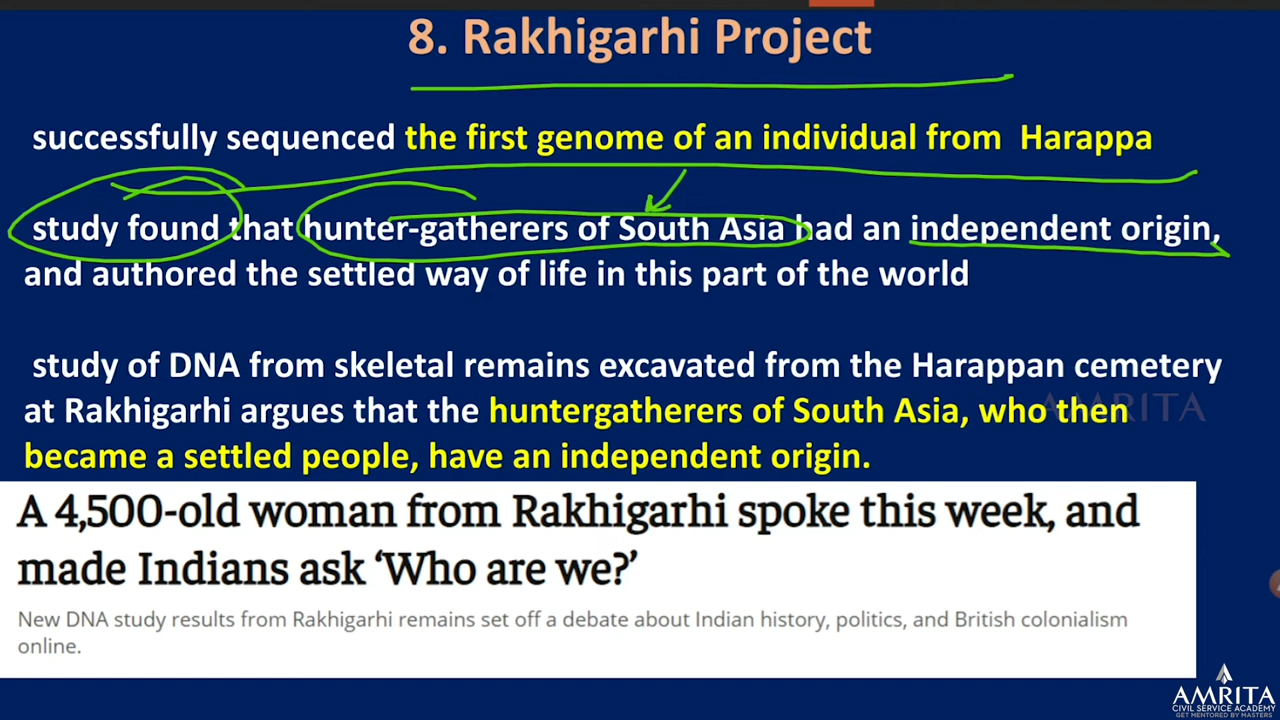 8. Rakhigarhi Project
successfully sequenced the first genome of an individual from Harappa
study found that hunter-gatherers of South Asia had an independent origin,
and authored the settled way of life in this part of the world
study of DNA from skeletal remains excavated from the Harappan cemetery
at Rakhigarhi argues that the huntergatherers of South Asia, who then
became a settled people, have an independent origin.
AMRITA
A 4,500-old woman from Rakhigarhi spoke this week, and
made Indians ask ‘Who are we?’
New DNA study results from Rakhigarhi remains set off a debate about Indian history, politics, and British colonialism
online.
AMRITA
CIVIL SERVICE ACADEMY
GET MENTORED BY MASTERS